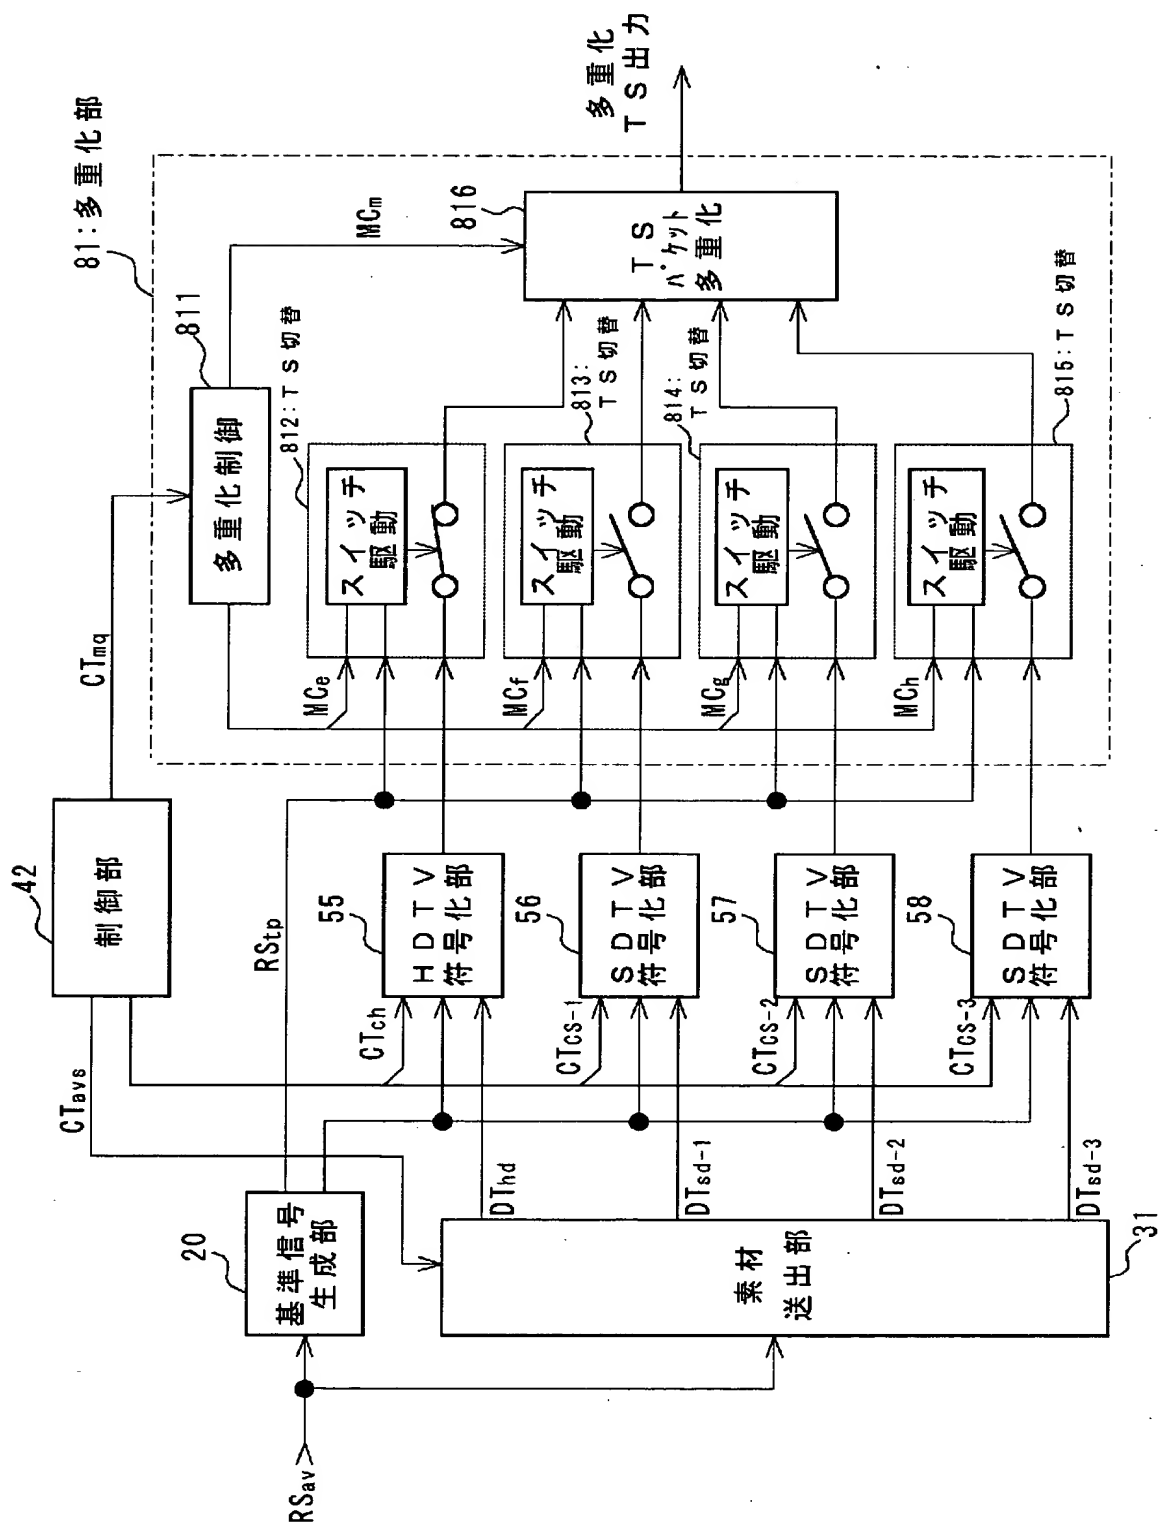 RSav
20
基準信号
生成部
素材
送出部
31
CTavs
42
制御部
CTmq
RStp
DThd
DTsd-1
DTsd-2
DTsd-3
CTch
CTcs-1
CTcs-2
CTcs-3
55
HDTV
符号化部
56
SDTV
符号化部
57
SDTV
符号化部
58
SDTV
符号化部
81:多重化部
811
多重化制御
MCe
MCf
MCg
MCh
MCm
812:TS切替
スイッチ
駆動
813:
TS切替
スイッチ
駆動
814:
TS切替
スイッチ
駆動
815:TS切替
スイッチ
駆動
816
TS
パケット
多重化
多重化
TS出力